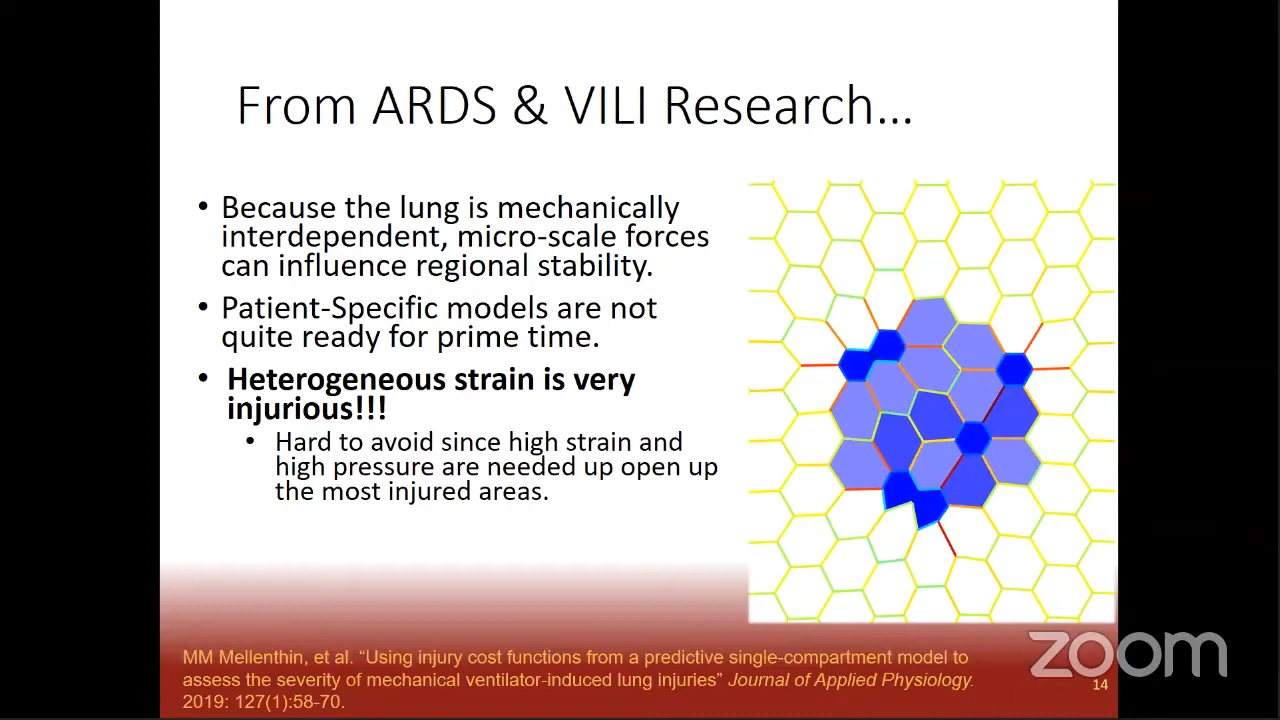 From ARDS & VILI Research...
• Because the lung is mechanically
interdependent, micro-scale forces
can influence regional stability.
• Patient-Specific models are not
quite ready for prime time.
• Heterogeneous strain is very
injurious!!!
• Hard to avoid since high strain and
high pressure are needed up open up
the most injured areas.
MM Mellenthin, et al. “Using injury cost functions from a predictive single-compartment model to
assess the severity of mechanical ventilator-induced lung injuries” Journal of Applied Physiology.
2019: 127(1):58-70.
14
zoom